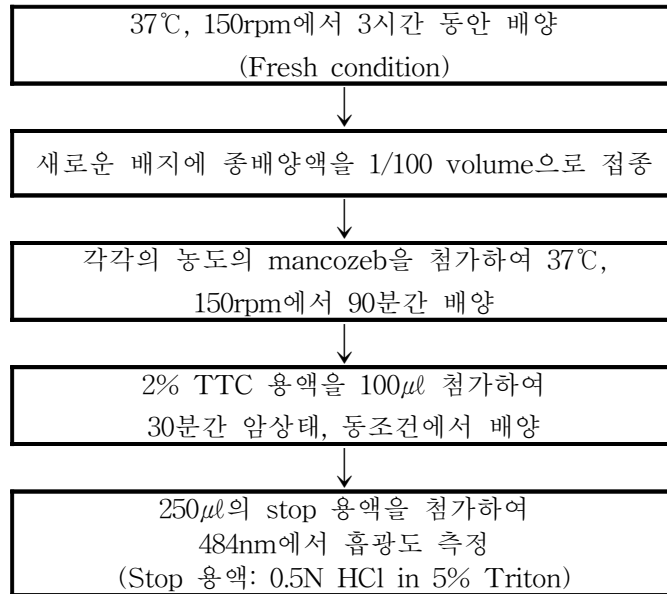 37℃, 150rpm에서 3시간 동안 배양
(Fresh condition)
새로운 배지에 종배양액을 1/100 volume으로 접종
각각의 농도의 mancozeb을 첨가하여 37℃,
150rpm에서 90분간 배양
2% TTC 용액을 100㎕ 첨가하여
30분간 암상태, 동조건에서 배양
250㎕의 stop 용액을 첨가하여
484nm에서 흡광도 측정
(Stop 용액: 0.5N HCl in 5% Triton)